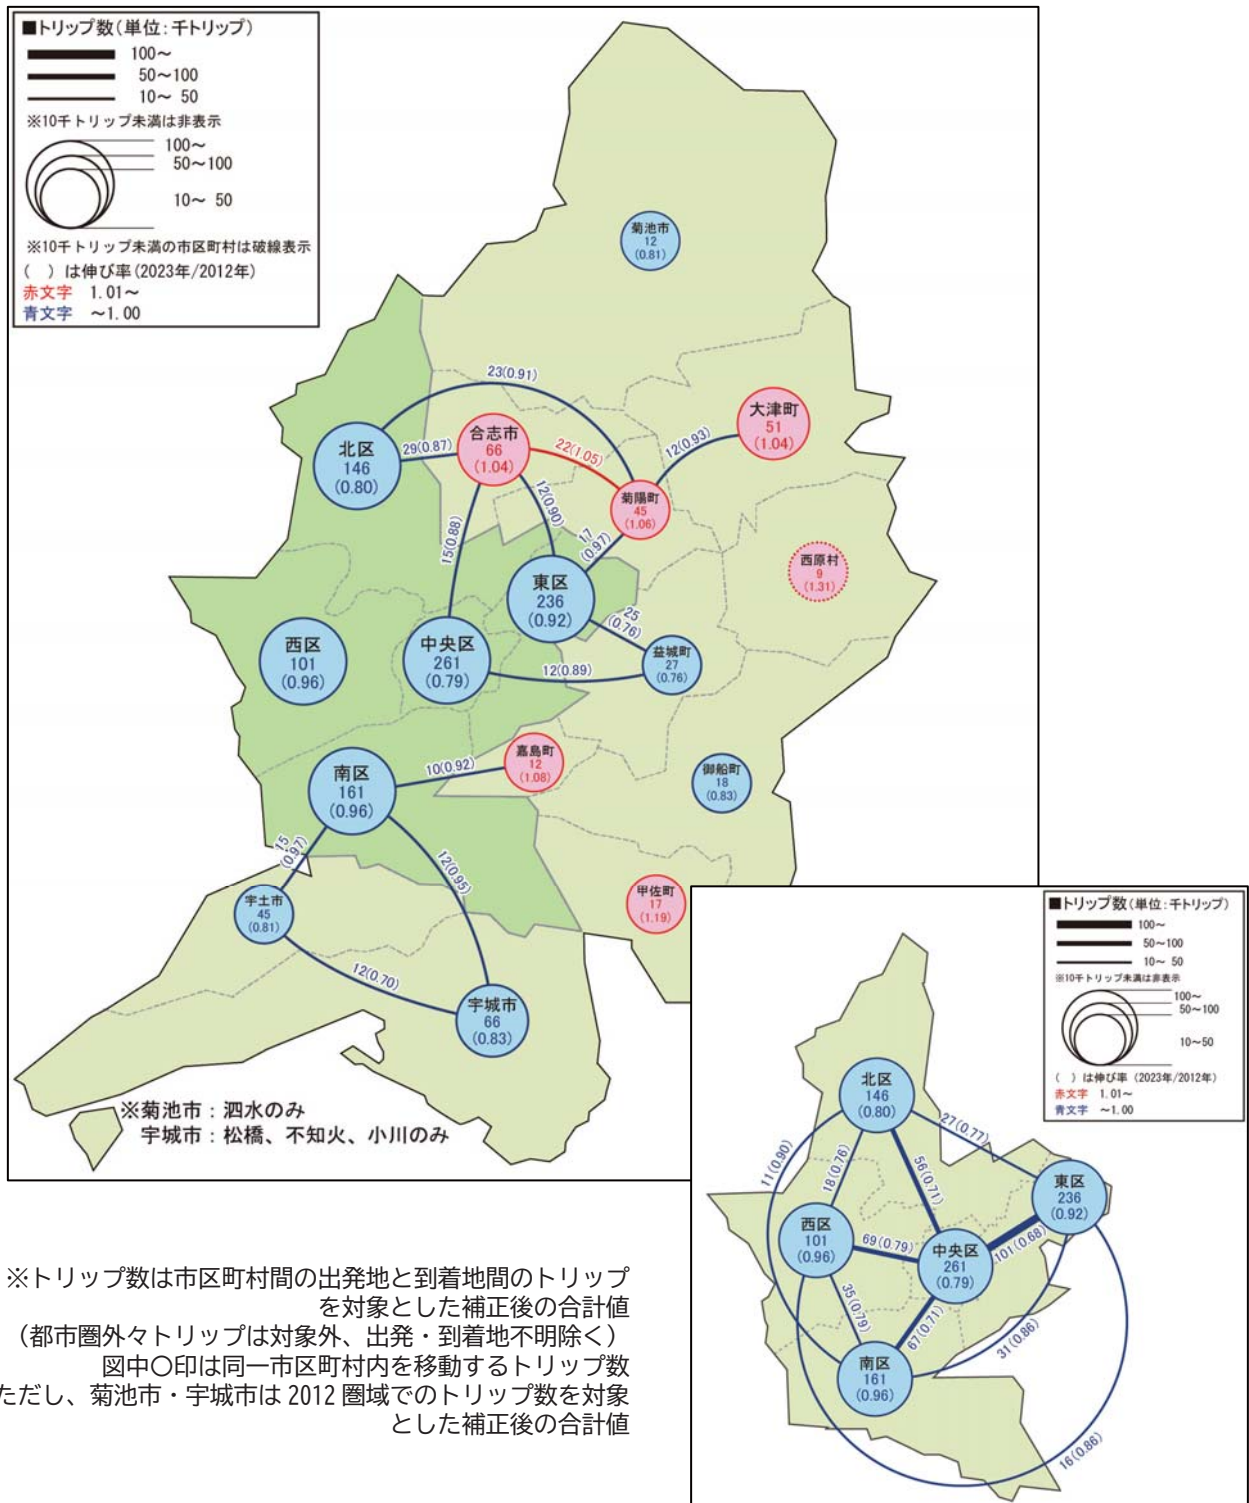 ■トリップ数(単位:千トリップ)
100〜
50〜100
10〜 50
※10千トリップ未満は非表示
100〜
50〜100
10〜 50
※10千トリップ未満の市区町村は破線表示
( )は伸び率(2023年/2012年)
赤文字 1.01〜
青文字 〜1.00
菊池市
12
(0.81)
23(0.91)
大津町
51
(1.04)
合志市
66
(1.04)
北区
146
(0.80)
29(0.87)
22(1.05)
12(0.93)
菊陽町
45
(1.06)
12(0.90)
15(0.88)
17
(0.97)
西原村
9
(1.31)
東区
236
(0.92)
25
(0.76)
西区
101
(0.96)
中央区
261
(0.79)
益城町
27
(0.76)
12(0.89)
嘉島町
12
(1.08)
南区
161
(0.96)
10(0.92)
御船町
18
(0.83)
15
(0.97)
12(0.95)
宇土市
45
(0.81)
甲佐町
17
(1.19)
12(0.70)
宇城市
66
(0.83)
※菊池市:泗水のみ
宇城市:松橋、不知火、小川のみ
■トリップ数(単位:千トリップ)
100〜
50〜100
10〜 50
※10千トリップ未満は非表示
100〜
50〜100
10〜50
( )は伸び率 (2023年/2012年)
赤文字 1.01〜
青文字 〜1.00
北区
146
(0.80)
27(0.77)
11(0.90)
18(0.76)
56(0.71)
東区
236
(0.92)
西区
101
(0.96)
69(0.79)
中央区
261
(0.79)
101(0.68)
35(0.79)
67(0.71)
31(0.86)
南区
161
(0.96)
16(0.86)
※トリップ数は市区町村間の出発地と到着地間のトリップ
を対象とした補正後の合計値
(都市圏外々トリップは対象外、出発・到着地不明除く)
図中〇印は同一市区町村内を移動するトリップ数
ただし、菊池市・宇城市は 2012 圏域でのトリップ数を対象
とした補正後の合計値